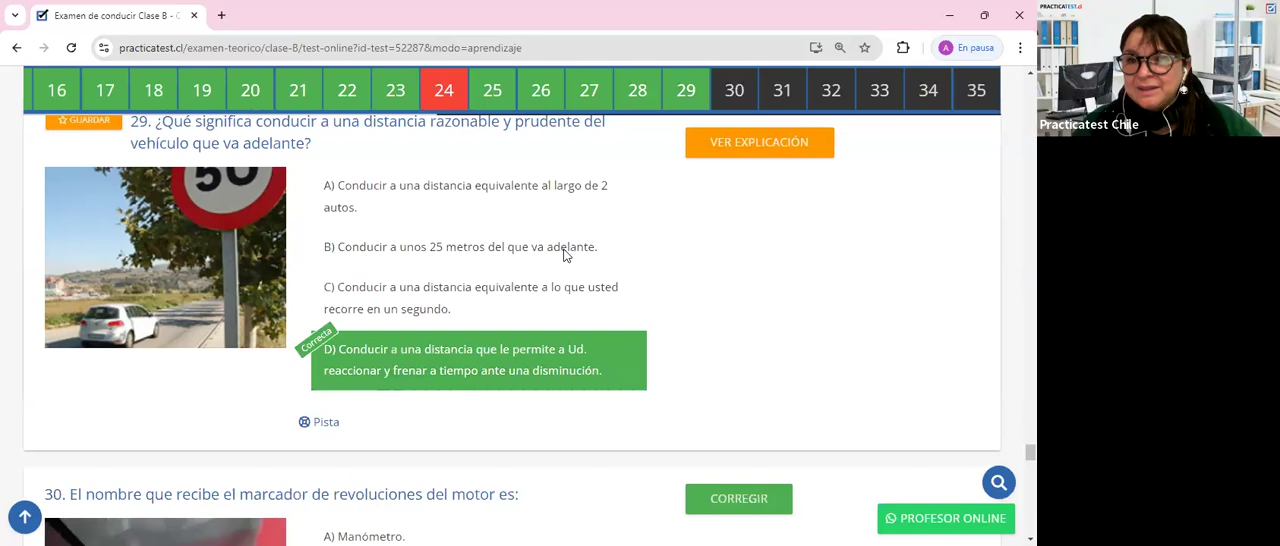 Examen de conducir Clase B - C
practicatest.cl/examen-teorico/clase-B/test-online?id-test=52287&modo=aprendizaje
A
En pausa
16 17 18 19 20 21 22 23 24 25 26 27 28 29 30 31 32 33 34 35
GUARDAR
29. ¿Qué significa conducir a una distancia razonable y prudente del
vehículo que va adelante?
VER EXPLICACIÓN
50
A) Conducir a una distancia equivalente al largo de 2
autos.
B) Conducir a unos 25 metros del que va adelante.
C) Conducir a una distancia equivalente a lo que usted
recorre en un segundo.
Correcta
D) Conducir a una distancia que le permite a Ud.
reaccionar y frenar a tiempo ante una disminución.
Pista
30. El nombre que recibe el marcador de revoluciones del motor es:
CORREGIR
A) Manómetro.
PROFESOR ONLINE
PRACTICATEST.cl
Practicatest Chile